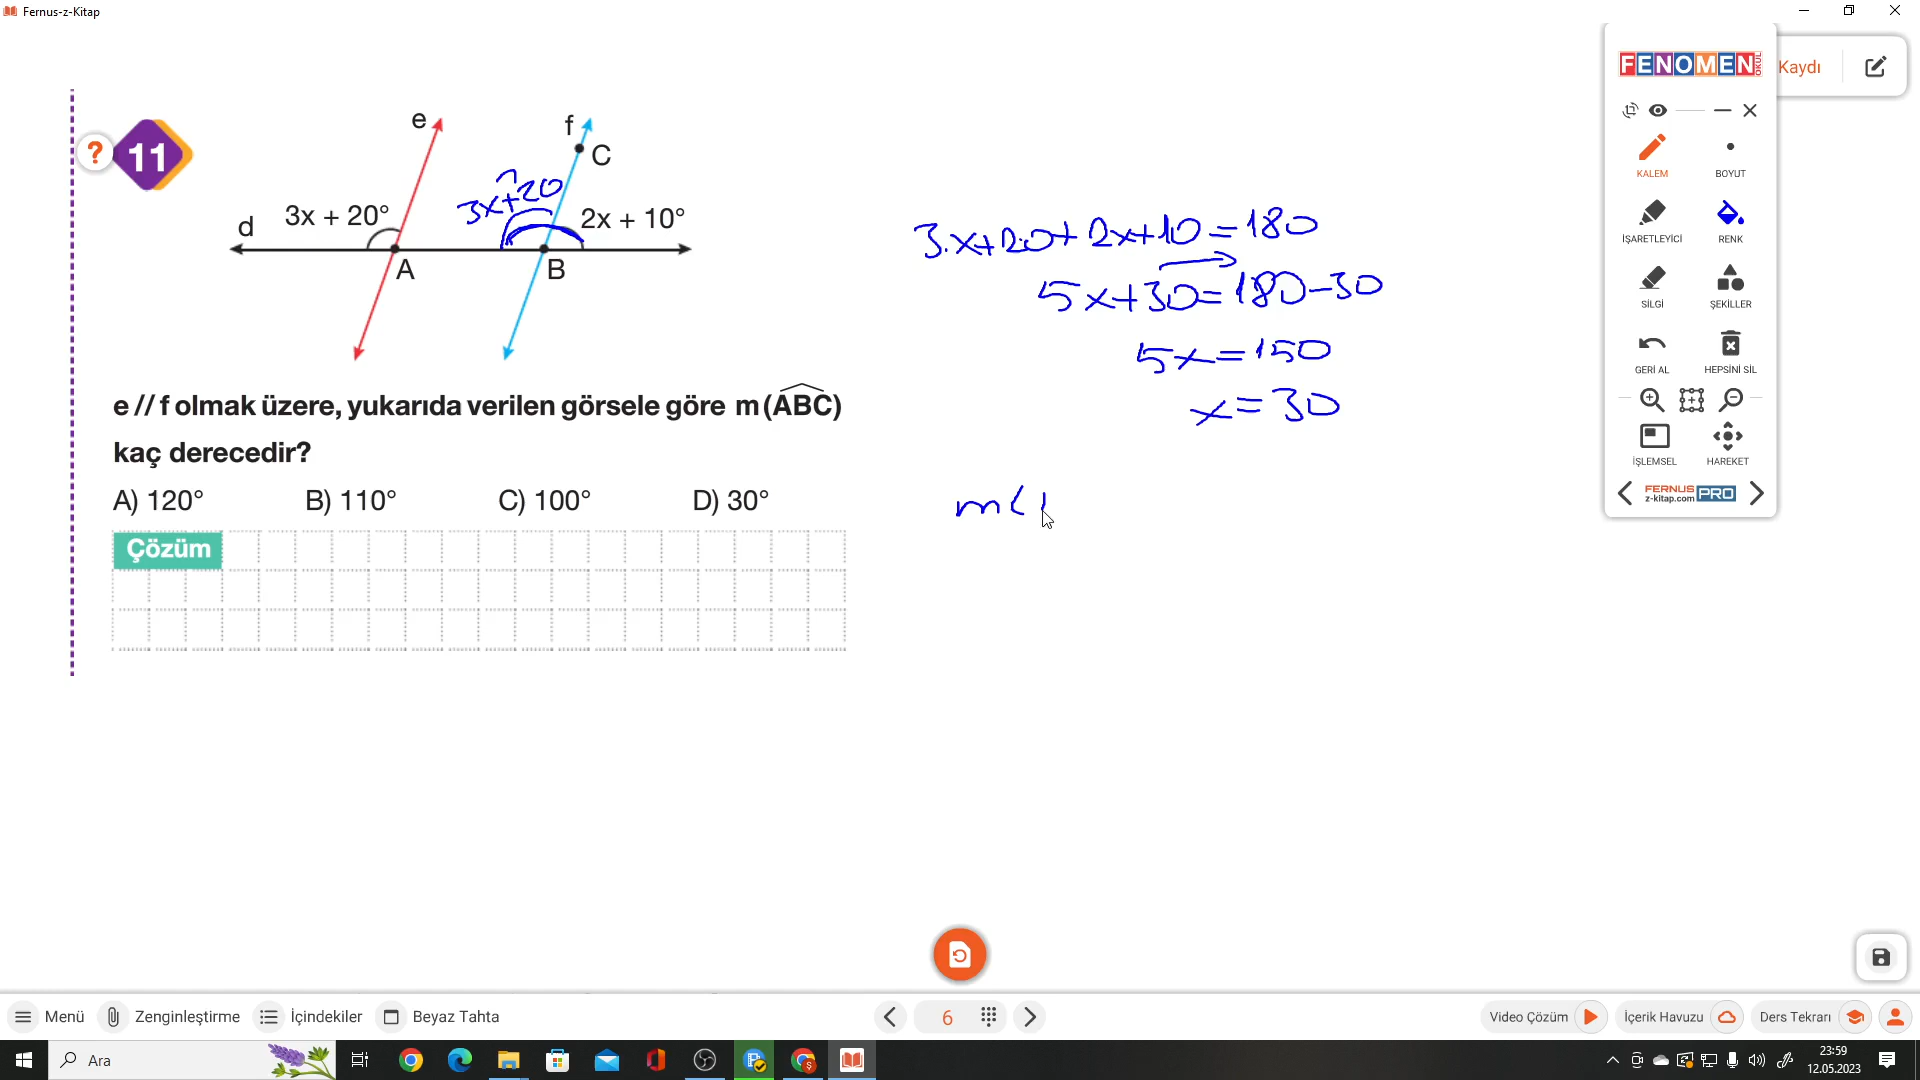 Fernus-z-Kitap
FENOMEN OKUL
Kaydı
? 11
e
f
C
3x+20
d
3x + 20°
2x + 10°
A
B
3.x+20+2x+10=180
5x+30=180-30
5x=150
x=30
m(
e // f olmak üzere, yukarıda verilen görsele göre m(ABC)
kaç derecedir?
A) 120° B) 110° C) 100° D) 30°
Çözüm
KALEM BOYUT
İŞARETLEYİCİ RENK
SİLGİ ŞEKİLLER
GERİ AL HEPSİNİ SİL
İŞLEMSEL HAREKET
FERNUS
z-kitap.com PRO
Menü Zenginleştirme İçindekiler Beyaz Tahta 6 Video Çözüm İçerik Havuzu Ders Tekrarı
Ara
23:59
12.05.2023